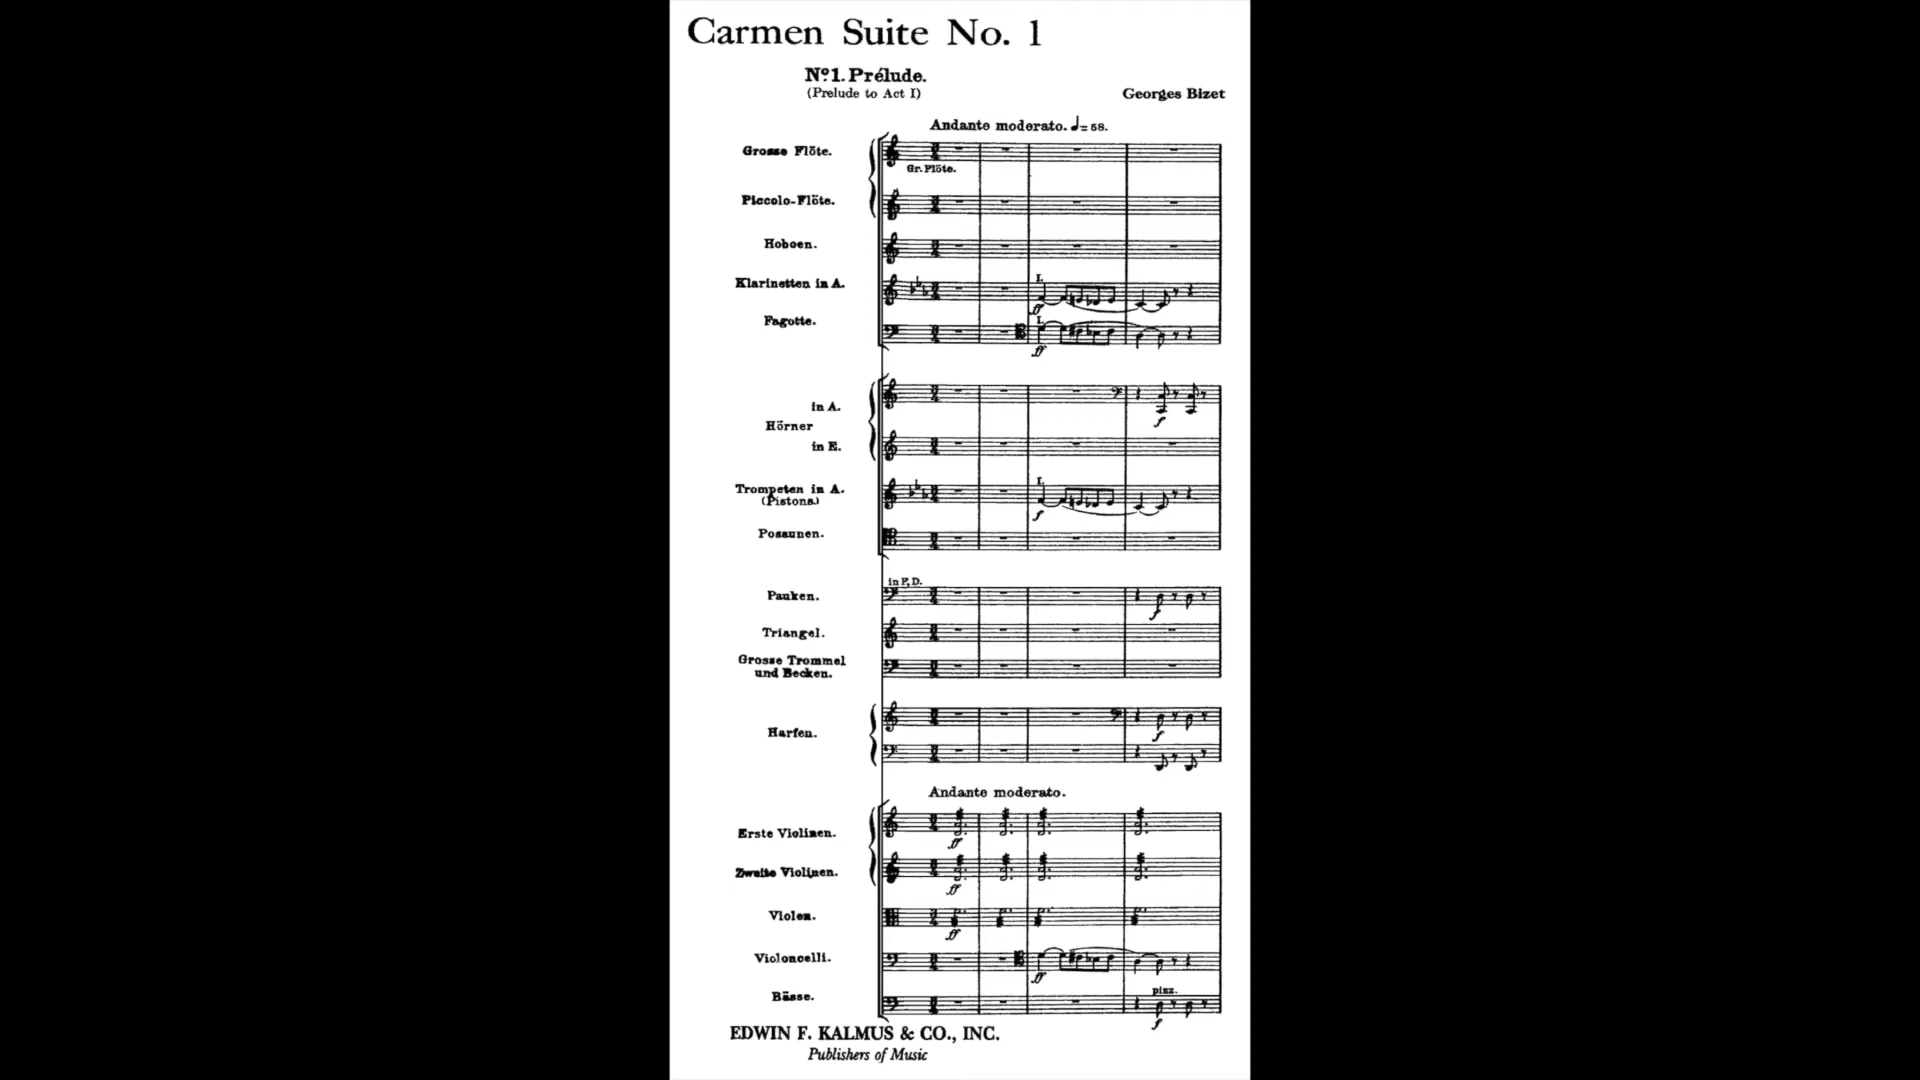 Carmen Suite No. 1
Nº1. Prélude.
(Prelude to Act I)
Georges Bizet
Andante moderato. ♩= 58.
Grosse Flöte.
Gr. Flöte.
Piccolo-Flöte.
Hoboen.
Klarinetten in A.
I.
ff
Fagotte.
I.
ff
in A.
f
Hörner
in E.
Trompeten in A.
(Pistons.)
I.
f
Posaunen.
in F, D.
Pauken.
f
Triangel.
Grosse Trommel
und Becken.
Harfen.
f
Andante moderato.
Erste Violinen.
ff
Zweite Violinen.
ff
Violen.
ff
Violoncelli.
ff
Bässe.
pizz.
f
EDWIN F. KALMUS & CO., INC.
Publishers of Music